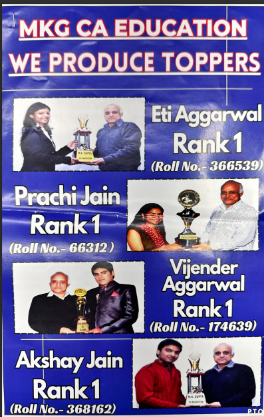 MKG CA EDUCATION
WE PRODUCE TOPPERS
Eti Aggarwal
Rank 1
(Roll No.- 366539)
Prachi Jain
Rank 1
(Roll No.- 66312)
Vijender
Aggarwal
Rank 1
(Roll No.- 174639)
Akshay Jain
Rank 1
(Roll No.- 368162)